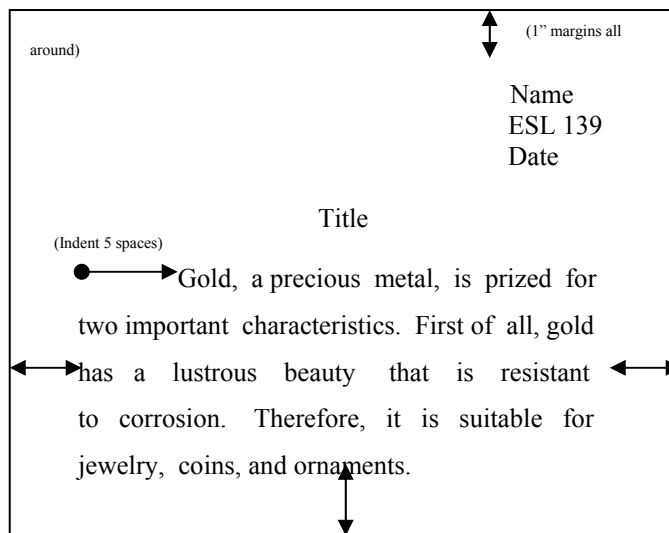 (1” margins all
around)
Name
ESL 139
Date
Title
(Indent 5 spaces)
Gold, a precious metal, is prized for
two important characteristics. First of all, gold
has a lustrous beauty that is resistant
to corrosion. Therefore, it is suitable for
jewelry, coins, and ornaments.